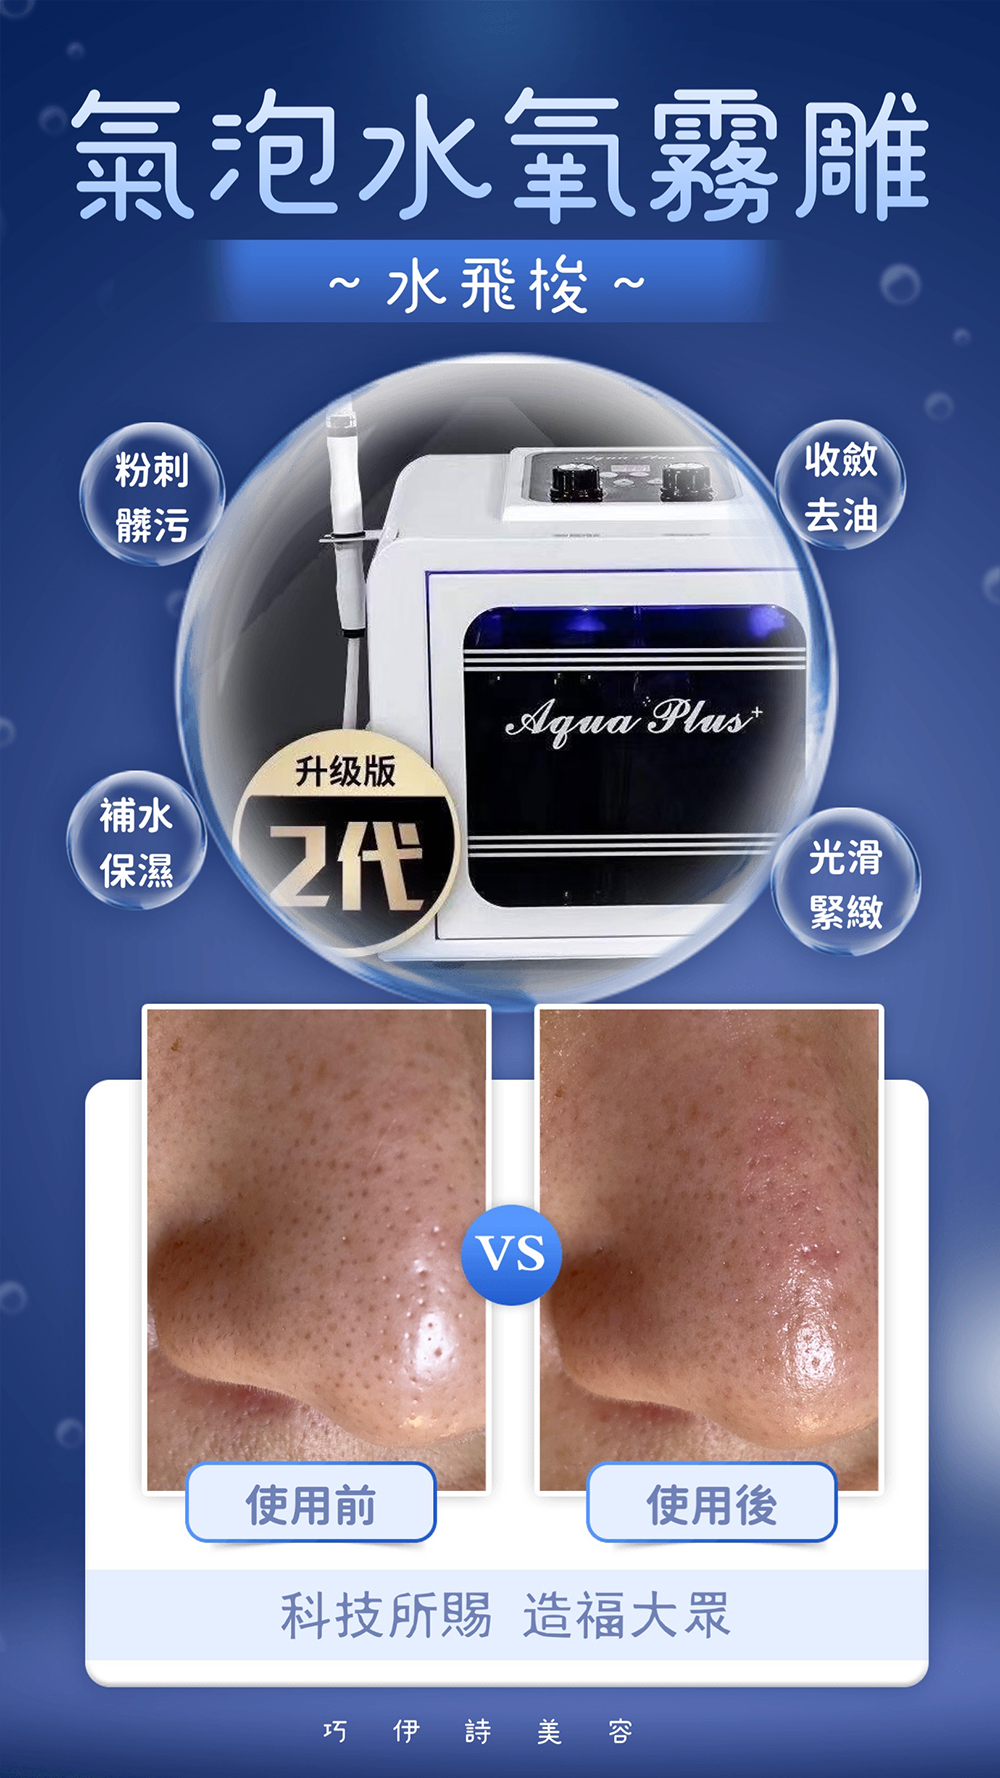 氣泡水氧霧雕
~水飛梭~
粉刺
髒污
收斂
去油
Aqua Plus+
升级版
2代
補水
保濕
光滑
緊緻
VS
使用前
使用後
科技所賜 造福大眾
巧伊詩美容